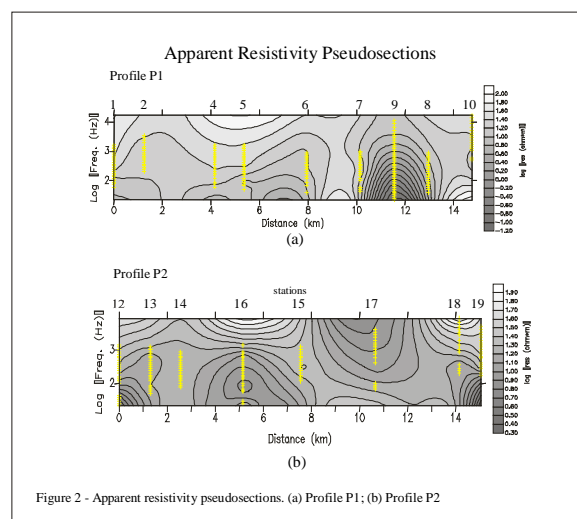 Apparent Resistivity Pseudosections
Profile P1
1 2 4 5 6 7 9 8 10
4
3
2
Log [Freq. (Hz)]
0 2 4 6 8 10 12 14
Distance (km)
(a)
2.00
1.80
1.60
1.40
1.20
1.00
0.80
0.60
0.40
0.20
0.00
-0.20
-0.40
-0.60
-0.80
-1.00
-1.20
log [res (ohmm)]
Profile P2
stations
12 13 14 16 15 17 18 19
3
2
Log [Freq. (Hz)]
0 2 4 6 8 10 12 14
Distance (km)
(b)
1.90
1.80
1.70
1.60
1.50
1.40
1.30
1.20
1.10
1.00
0.90
0.80
0.70
0.60
0.50
0.40
0.30
log [res (ohmm)]
Figure 2 - Apparent resistivity pseudosections. (a) Profile P1; (b) Profile P2